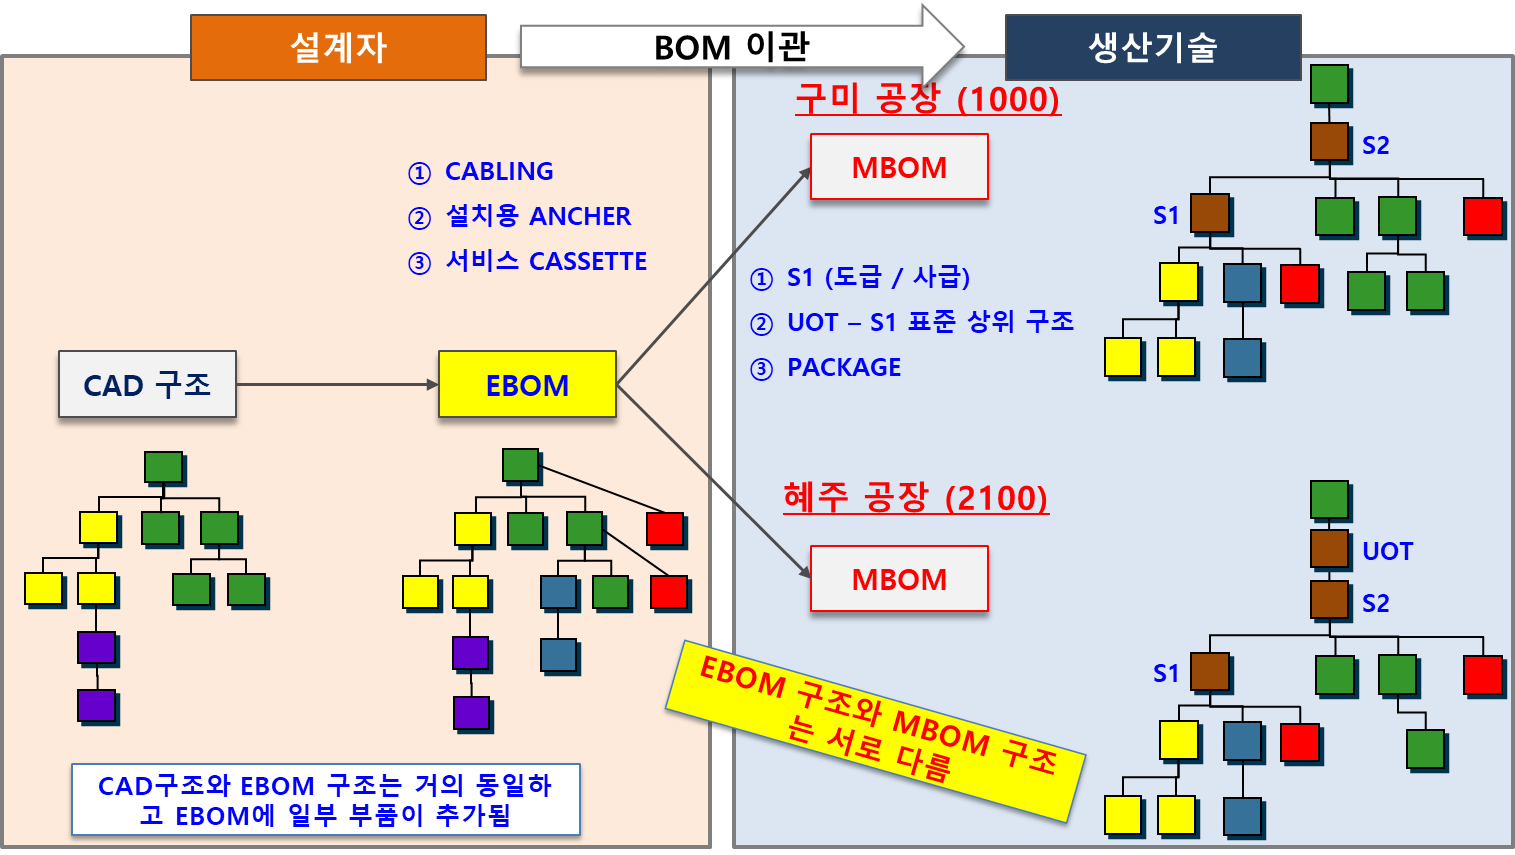 설계자
BOM 이관
생산기술
① CABLING
② 설치용 ANCHER
③ 서비스 CASSETTE
CAD 구조
EBOM
CAD구조와 EBOM 구조는 거의 동일하
고 EBOM에 일부 부품이 추가됨
구미 공장 (1000)
MBOM
S2
S1
① S1 (도급 / 사급)
② UOT – S1 표준 상위 구조
③ PACKAGE
혜주 공장 (2100)
MBOM
UOT
S2
S1
EBOM 구조와 MBOM 구조
는 서로 다름